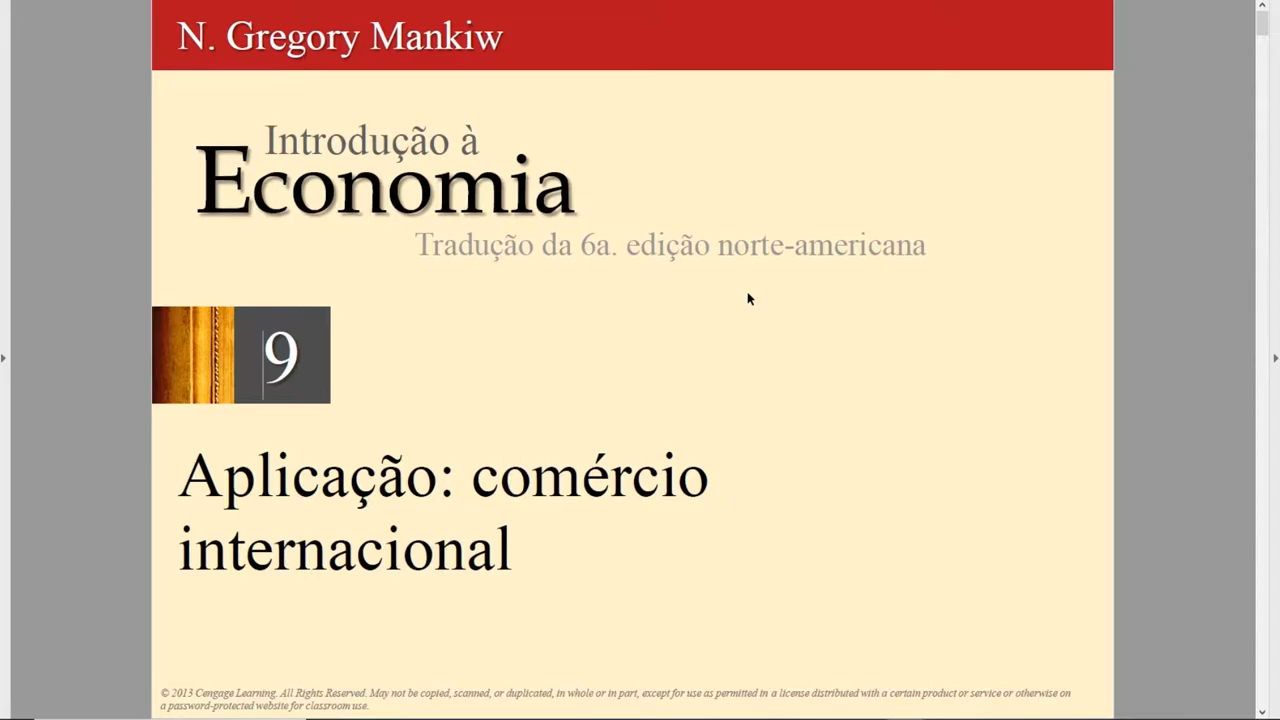 N. Gregory Mankiw
Introdução à
Economia
Tradução da 6a. edição norte-americana
9
Aplicação: comércio
internacional
© 2013 Cengage Learning. All Rights Reserved. May not be copied, scanned, or duplicated, in whole or in part, except for use as permitted in a license distributed with a certain product or service or otherwise on
a password-protected website for classroom use.